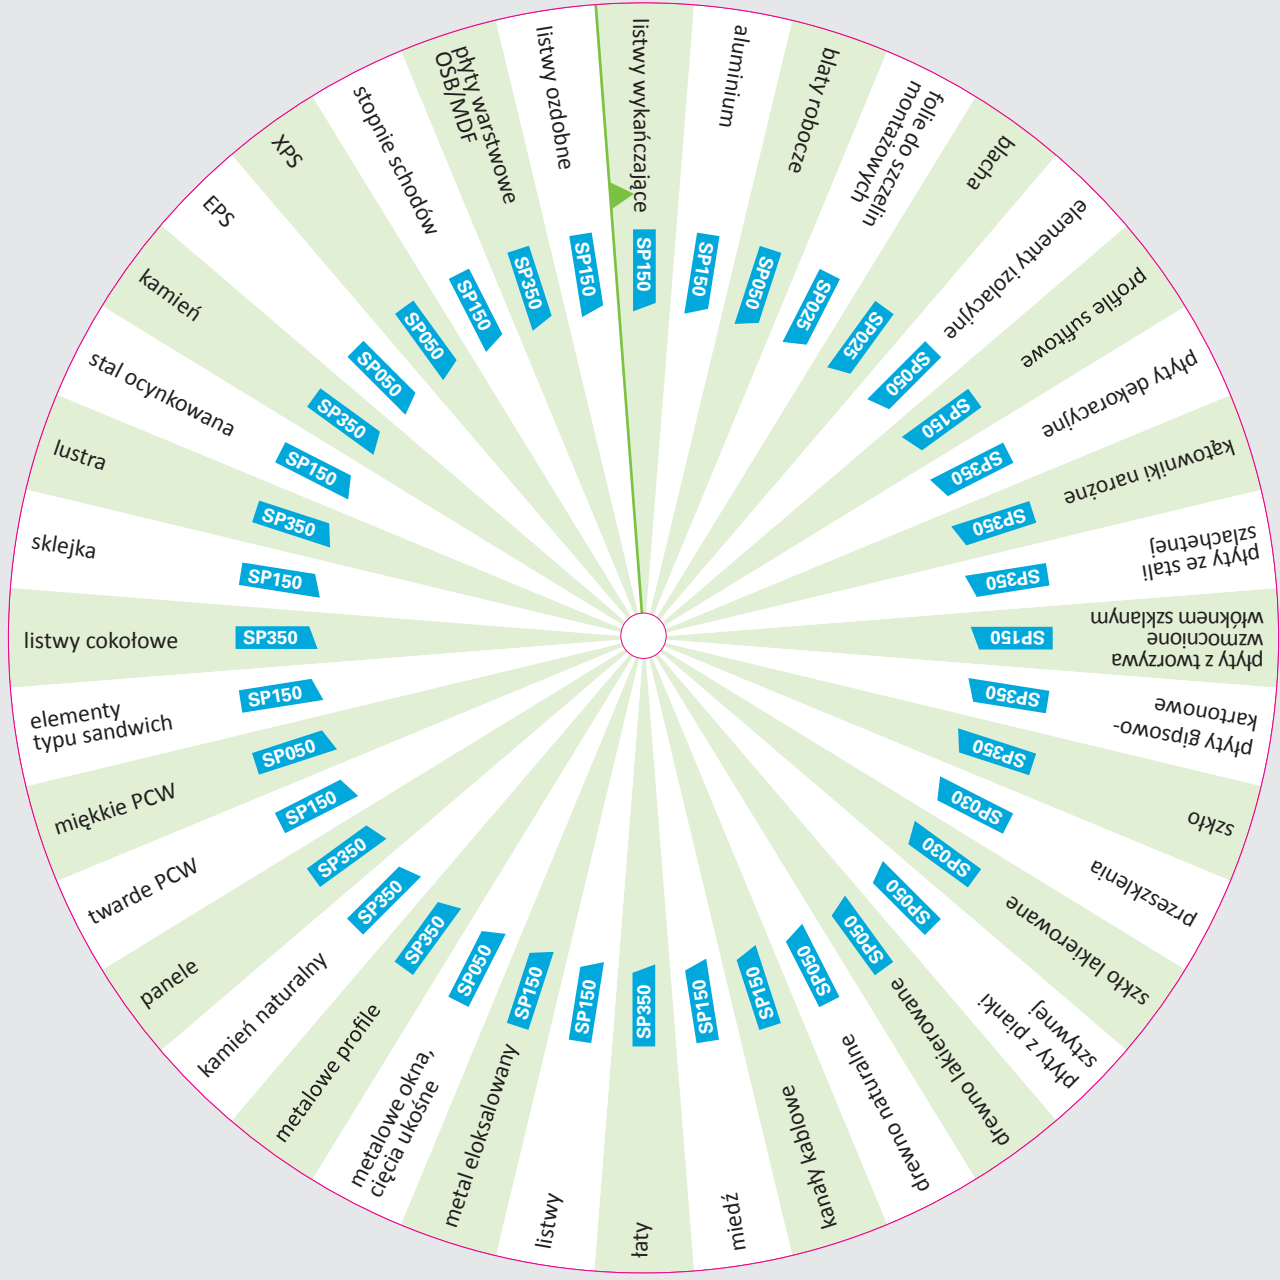 listwy wykańczające
SP150
aluminium
SP150
blaty robocze
SP050
folie do szczelin
montażowych
SP025
blacha
SP025
elementy izolacyjne
SP050
profile sufitowe
SP150
płyty dekoracyjne
SP350
kątowniki narożne
SP350
płyty ze stali
szlachetnej
SP350
płyty z tworzywa
wzmocnione
włóknem szklanym
SP150
płyty gipsowo-
kartonowe
SP350
szkło
SP350
przeszklenia
SP030
szkło lakierowane
SP030
płyty z pianki
sztywnej
SP050
drewno lakierowane
SP050
drewno naturalne
SP050
kanały kablowe
SP150
miedź
SP150
łaty
SP350
listwy
SP150
metal eloksalowany
SP150
metalowe okna,
cięcia ukośne
SP050
metalowe profile
SP350
kamień naturalny
SP350
panele
SP350
twarde PCW
SP150
miękkie PCW
SP050
elementy
typu sandwich
SP150
listwy cokołowe
SP350
sklejka
SP150
lustra
SP350
stal ocynkowana
SP150
kamień
SP350
EPS
SP050
XPS
SP050
stopnie schodów
SP150
płyty warstwowe
OSB/MDF
SP350
listwy ozdobne
SP150